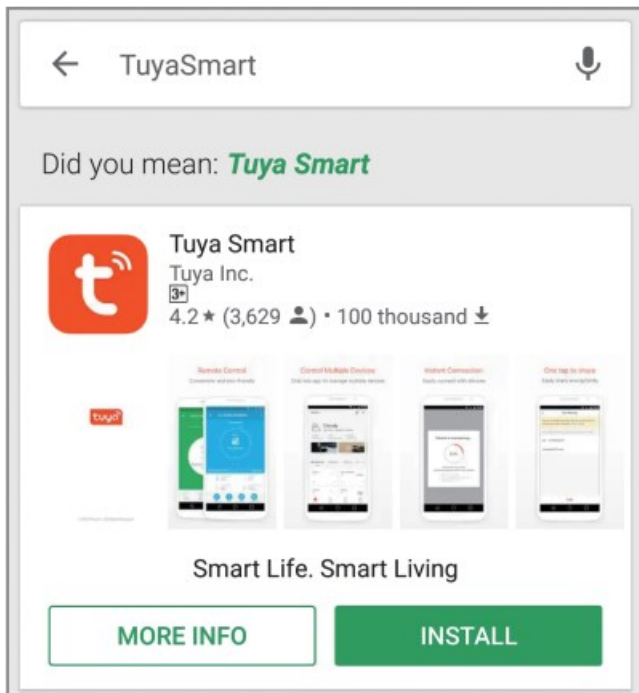 TuyaSmart
Did you mean: Tuya Smart
Tuya Smart
Tuya Inc.
3+
4.2★ (3,629) • 100 thousand
tuya
Remote Control
Control Multiple Devices
Instant Connection
One tap to share
Smart Life. Smart Living
MORE INFO
INSTALL